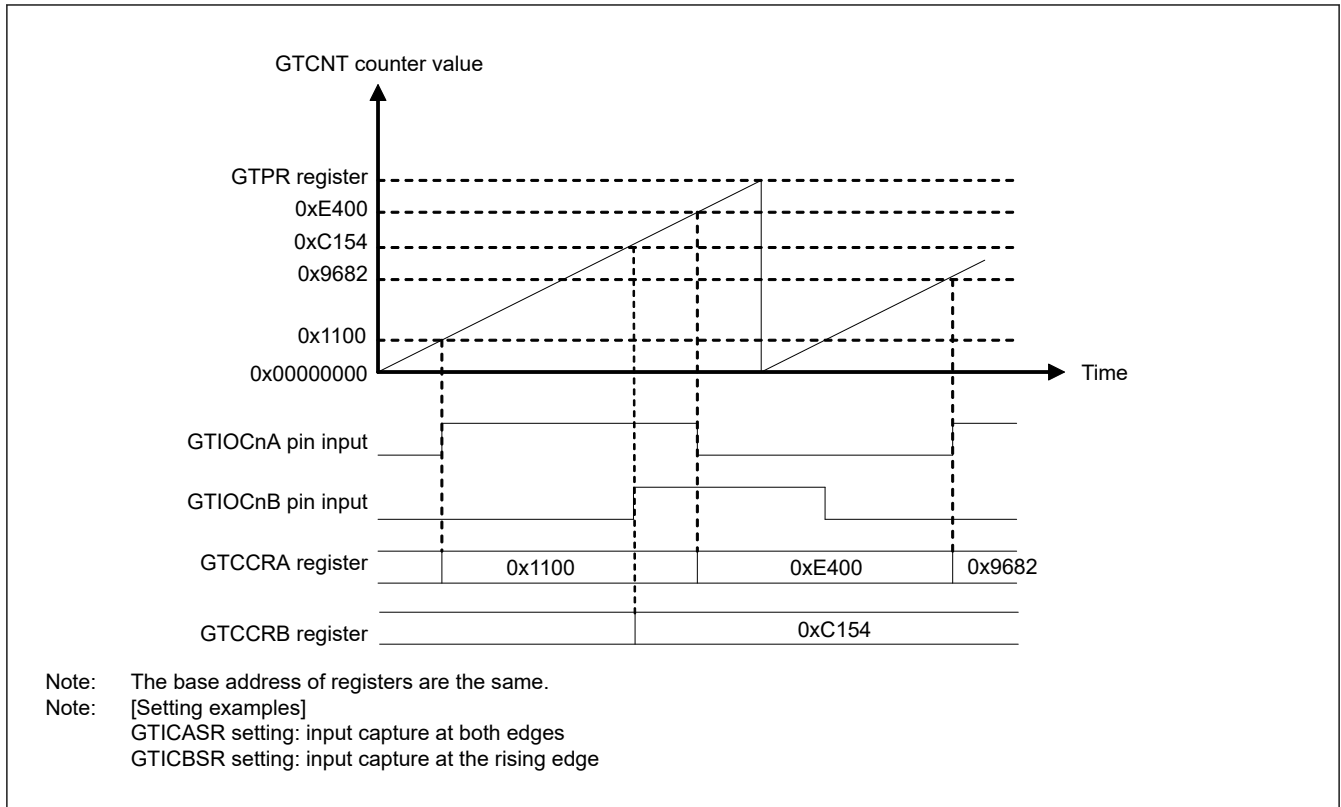 GTCNT counter value
GTPR register
0xE400
0xC154
0x9682
0x1100
0x00000000
Time
GTIOCnA pin input
GTIOCnB pin input
GTCCRA register
0x1100
0xE400
0x9682
GTCCRB register
0xC154
Note: The base address of registers are the same.
Note: [Setting examples]
GTICASR setting: input capture at both edges
GTICBSR setting: input capture at the rising edge